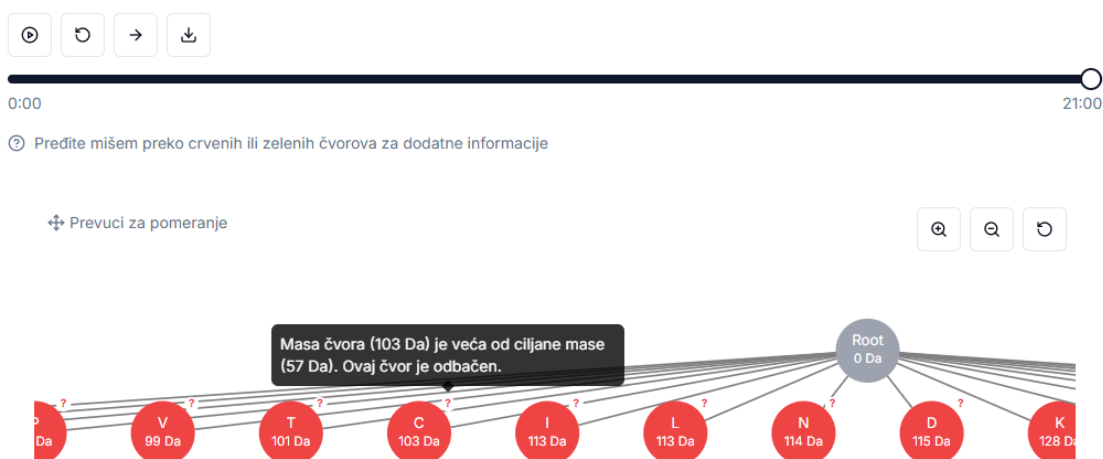 0:00
21:00
Pređite mišem preko crvenih ili zelenih čvorova za dodatne informacije
Prevuci za pomeranje
Masa čvora (103 Da) je veća od ciljane mase
(57 Da). Ovaj čvor je odbačen.
Root
0 Da
? ? ? ? ? ? ? ?
P V T C I L N D K
Da 99 Da 101 Da 103 Da 113 Da 113 Da 114 Da 115 Da 128 Da